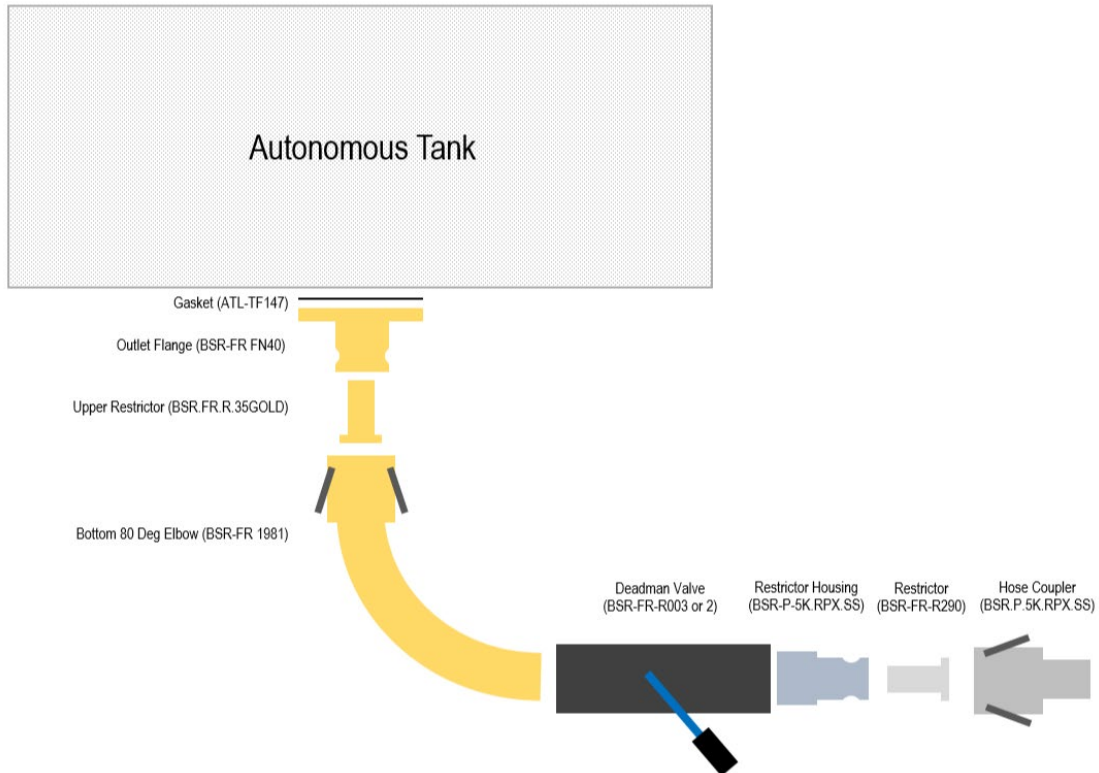 Autonomous Tank
Gasket (ATL-TF147)
Outlet Flange (BSR-FR FN40)
Upper Restrictor (BSR.FR.R.35GOLD)
Bottom 80 Deg Elbow (BSR-FR 1981)
Deadman Valve
(BSR-FR-R003 or 2)
Restrictor Housing
(BSR-P-5K.RPX.SS)
Restrictor
(BSR-FR-R290)
Hose Coupler
(BSR.P.5K.RPX.SS)